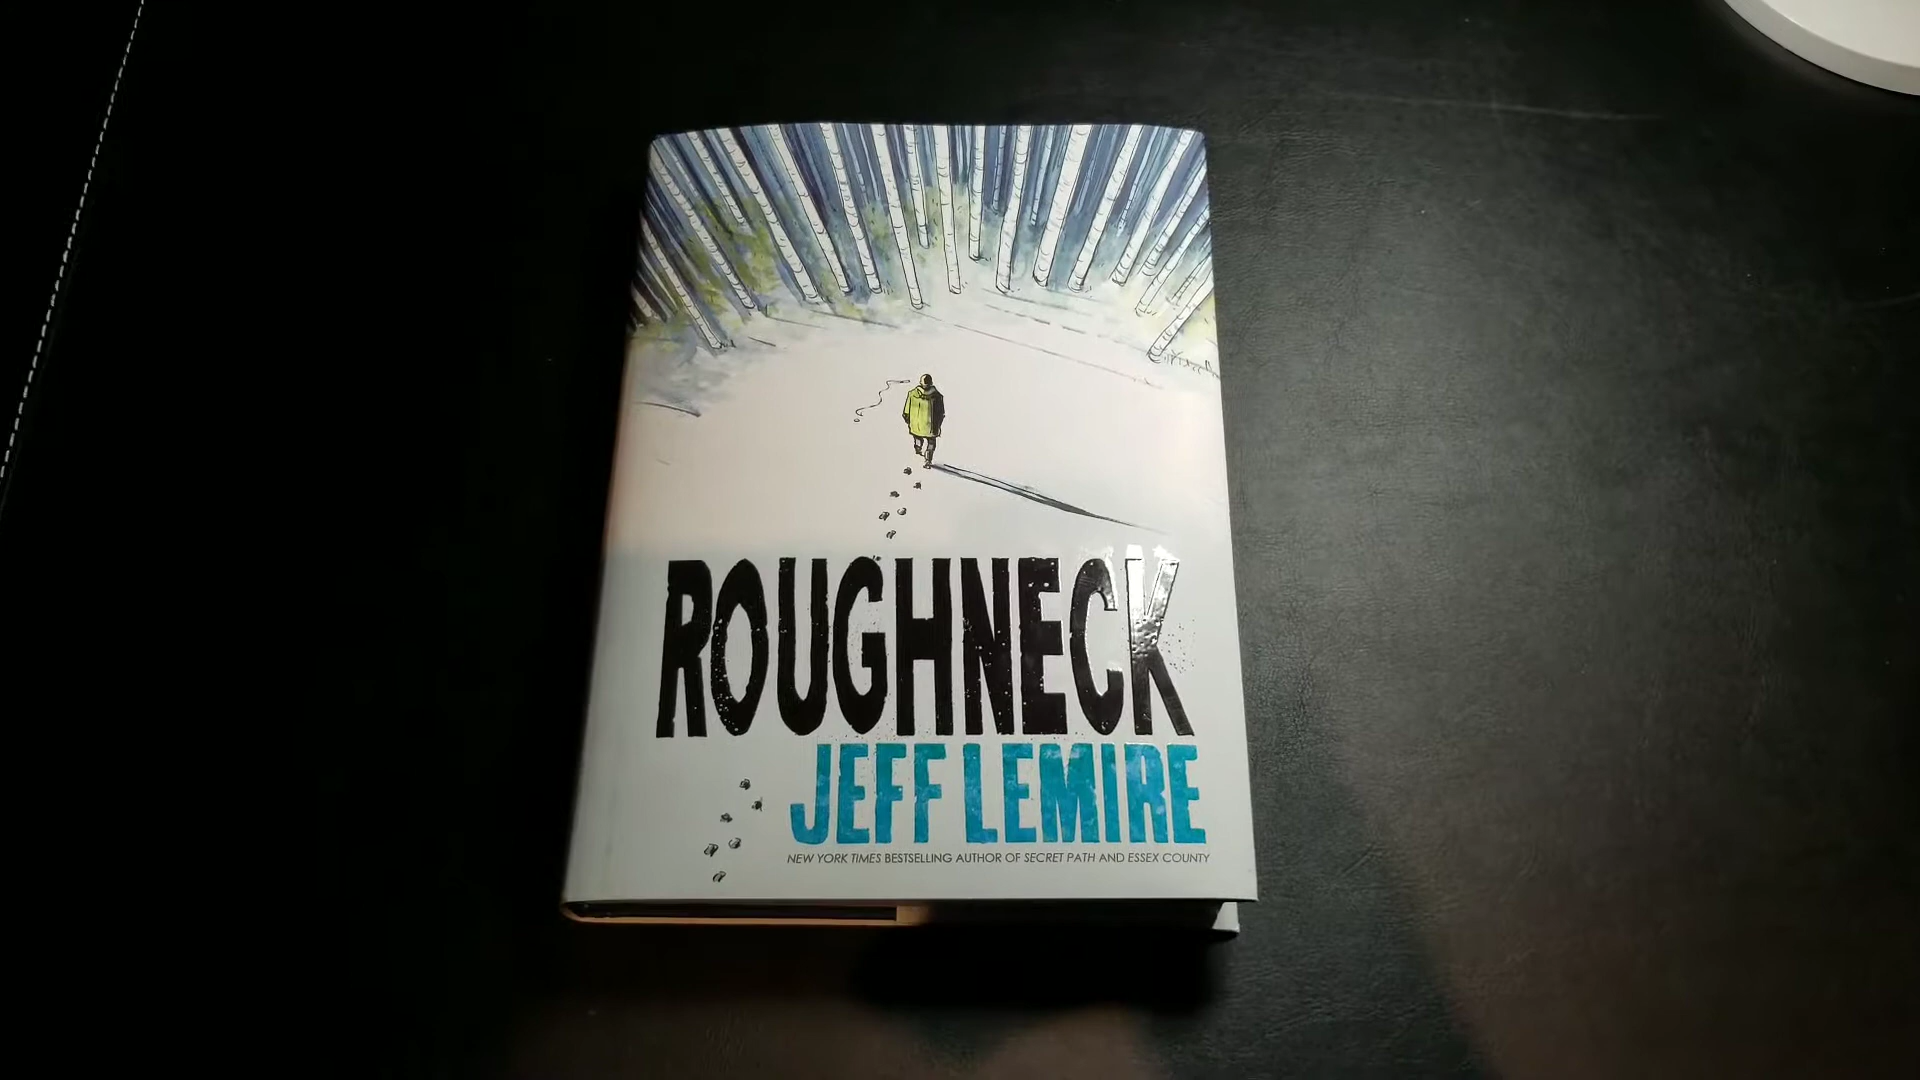 ROUGHNECK
JEFF LEMIRE
NEW YORK TIMES BESTSELLING AUTHOR OF SECRET PATH AND ESSEX COUNTY